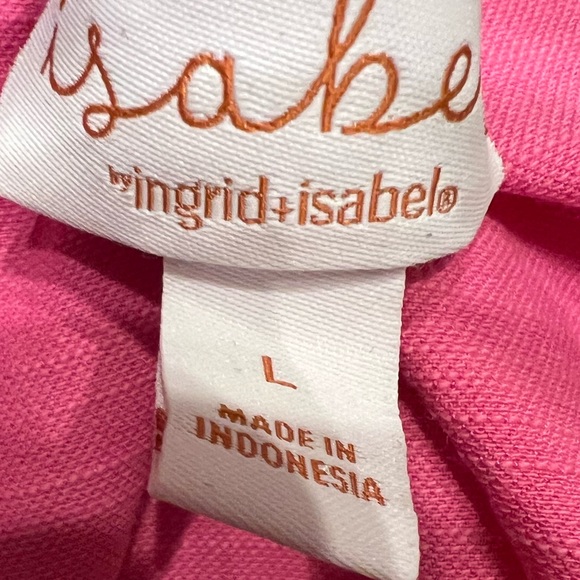 isabe
by ingrid+isabel®
L
MADE IN
INDONESIA